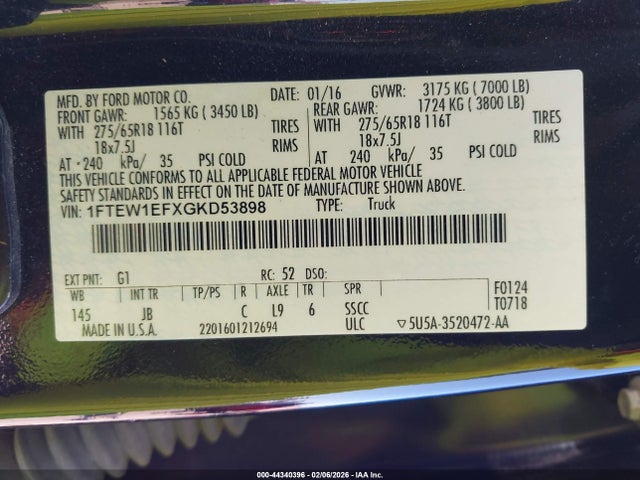 MFD. BY FORD MOTOR CO.
DATE: 01/16 GVWR: 3175 KG ( 7000 LB)
FRONT GAWR: 1565 KG ( 3450 LB)
REAR GAWR: 1724 KG ( 3800 LB)
WITH 275/65R18 116T TIRES
WITH 275/65R18 116T TIRES
18x7.5J RIMS
18x7.5J RIMS
AT 240 kPa/ 35 PSI COLD
AT 240 kPa/ 35 PSI COLD
THIS VEHICLE CONFORMS TO ALL APPLICABLE FEDERAL MOTOR VEHICLE
SAFETY STANDARDS IN EFFECT ON THE DATE OF MANUFACTURE SHOWN ABOVE.
VIN: 1FTEW1EFXGKD53898 TYPE: Truck
EXT PNT: G1 RC: 52 DSO:
WB INT TR TP/PS R AXLE TR SPR
145 JB C L9 6 SSCC
F0124
T0718
MADE IN U.S.A. 2201601212694 ULC ▽5U5A-3520472-AA
000-44340396 - 02/06/2026 - IAA Inc.